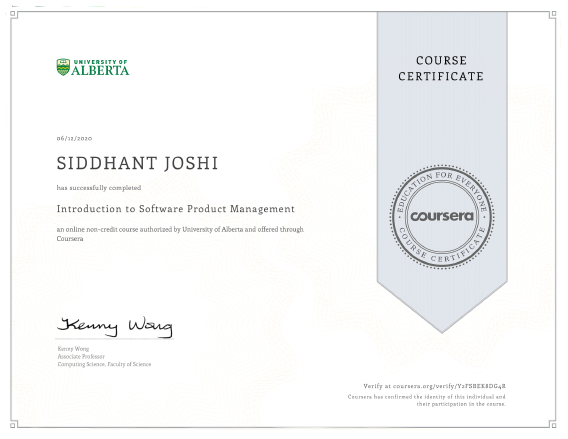 UNIVERSITY OF
ALBERTA
COURSE
CERTIFICATE
06/12/2020
SIDDHANT JOSHI
has successfully completed
Introduction to Software Product Management
an online non-credit course authorized by University of Alberta and offered through
Coursera
EDUCATION FOR EVERYONE
coursera
COURSE CERTIFICATE
Kenny Wong
Kenny Wong
Associate Professor
Computing Science, Faculty of Science
Verify at coursera.org/verify/Y2FSBEK8DG4R
Coursera has confirmed the identity of this individual and
their participation in the course.